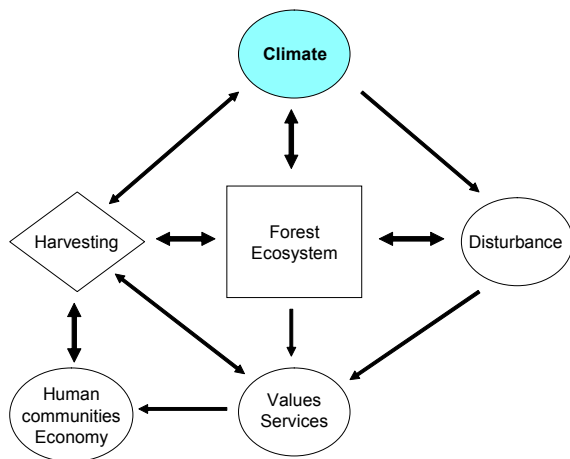 Climate
Harvesting
Forest
Ecosystem
Disturbance
Human
communities
Economy
Values
Services